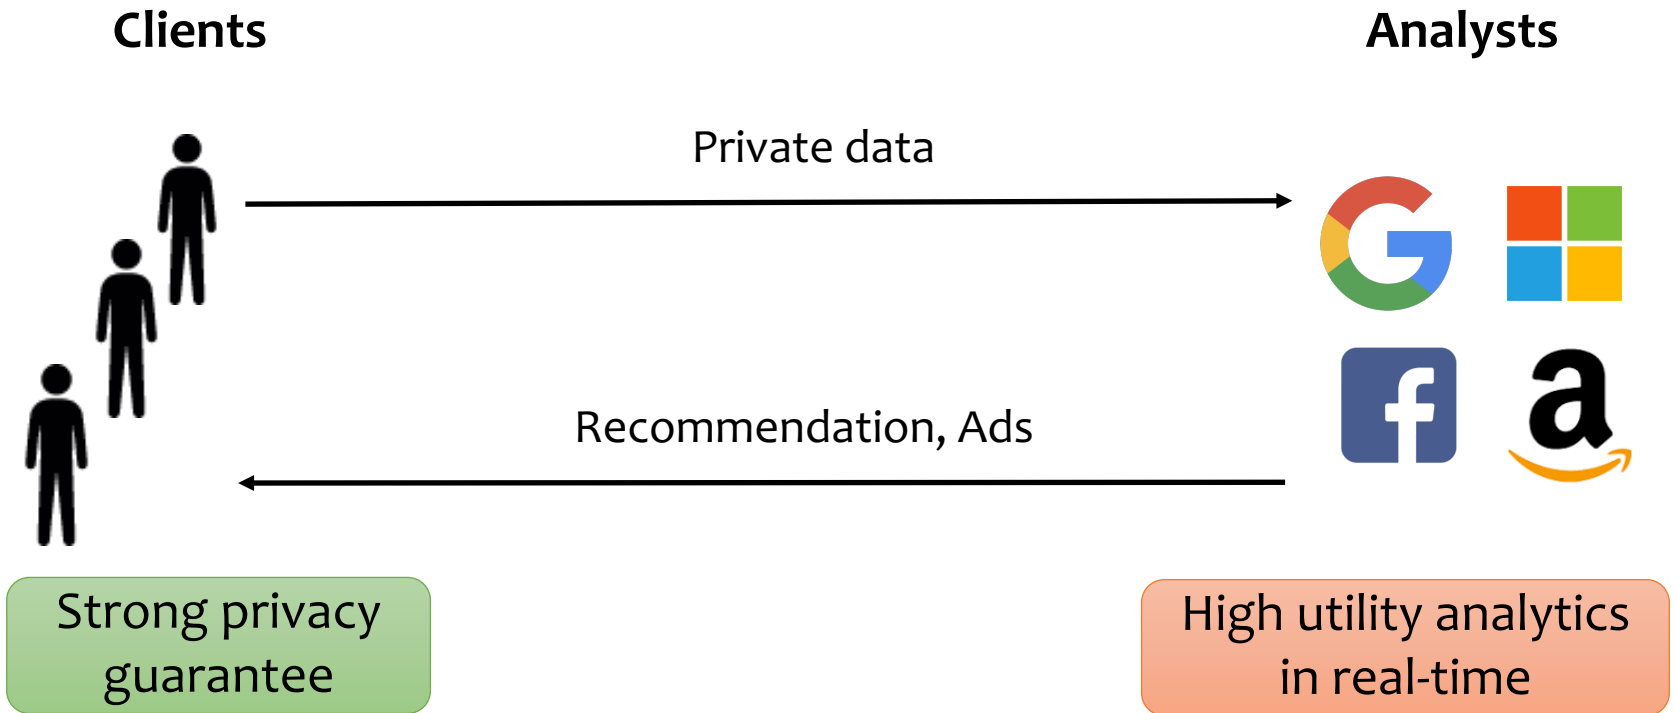 Clients
Analysts
Private data
Recommendation, Ads
Strong privacy
guarantee
High utility analytics
in real-time